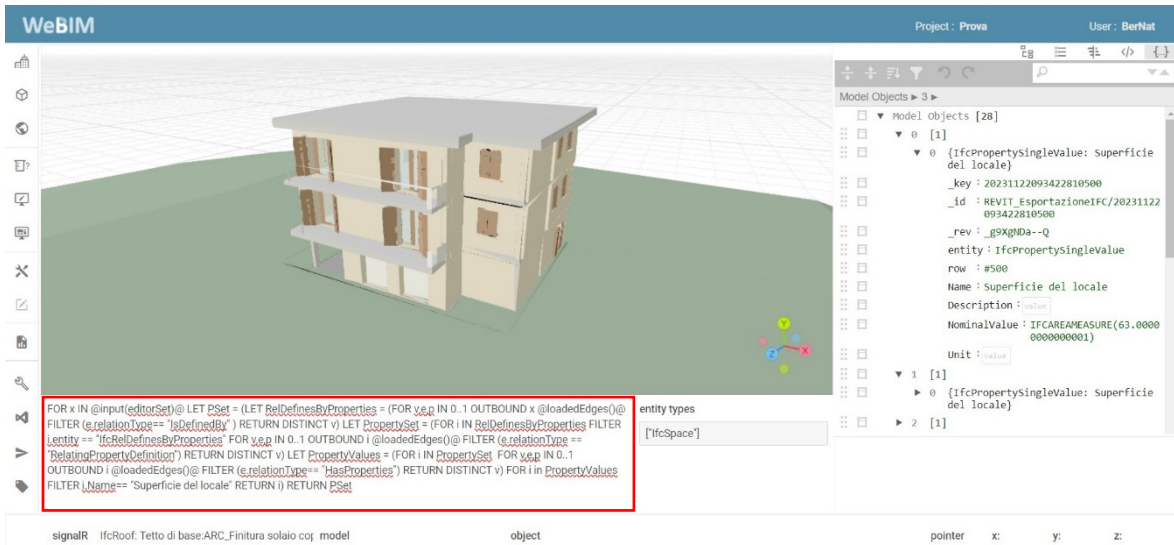 WeBIM
Project : Prova
User : BerNat
Model Objects ► 3 ►
▼ Model Objects [28]
▼ 0 [1]
▼ 0 {IfcPropertySingleValue: Superficie
del locale}
_key : 20231122093422810500
_id : REVIT_EsportazioneIFC/20231122
093422810500
_rev : _g9XgNDa--Q
entity : IfcPropertySingleValue
row : #500
Name : Superficie del locale
Description : value
NominalValue : IFCAREAMEASURE(63.0000
0000000001)
Unit : value
▼ 1 [1]
► 0 {IfcPropertySingleValue: Superficie
del locale}
► 2 [1]
Y
Z
X
FOR x IN @input(editorSet)@ LET PSet = (LET RelDefinesByProperties = (FOR v,e,p IN 0..1 OUTBOUND x @loadedEdges()@
FILTER (e.relationType== "IsDefinedBy" ) RETURN DISTINCT v) LET PropertySet = (FOR i IN RelDefinesByProperties FILTER
i.entity == "IfcRelDefinesByProperties" FOR v,e,p IN 0..1 OUTBOUND i @loadedEdges()@ FILTER (e.relationType ==
"RelatingPropertyDefinition") RETURN DISTINCT v) LET PropertyValues = (FOR i IN PropertySet FOR v,e,p IN 0..1
OUTBOUND i @loadedEdges()@ FILTER (e.relationType== "HasProperties") RETURN DISTINCT v) FOR i in PropertyValues
FILTER i.Name== "Superficie del locale" RETURN i) RETURN PSet
entity types
["IfcSpace"]
signalR IfcRoof: Tetto di base:ARC_Finitura solaio cop model
object
pointer x: y: z: